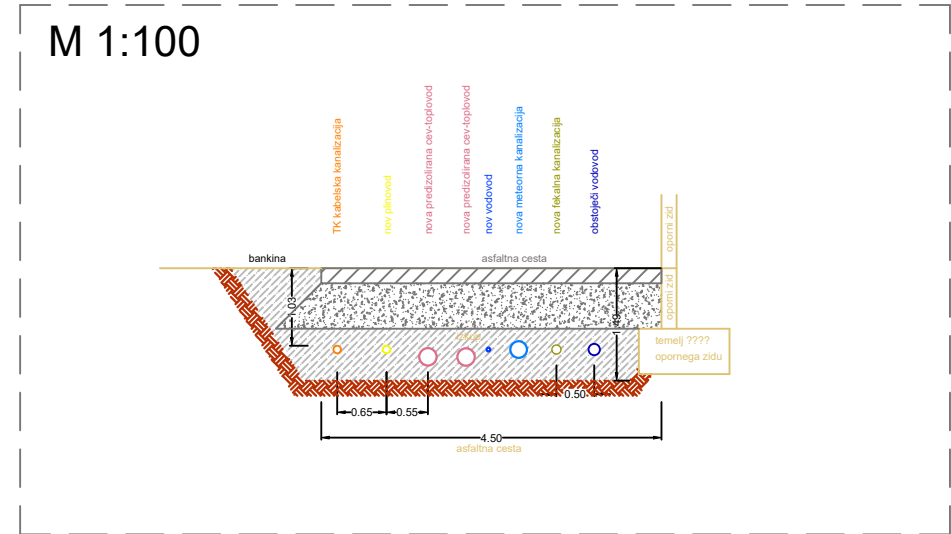 M 1:100
TK kabelska kanalizacija
nov plinovod
nova predizolirana cev-toplovod
nova predizolirana cev-toplovod
nov vodovod
nova meteorna kanalizacija
nova fekalna kanalizacija
obstoječi vodovod
oporni zid
bankina
asfaltna cesta
oporni zid
1.03
temelj ????
opornega zidu
0.65
0.55
0.50
4.50
asfaltna cesta